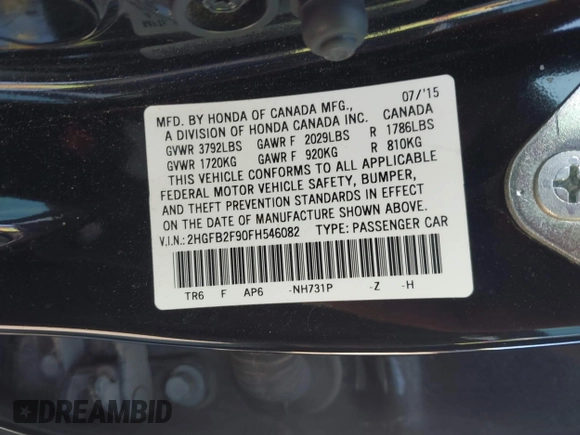 MFD. BY HONDA OF CANADA MFG., 07/'15
A DIVISION OF HONDA CANADA INC. CANADA
GVWR 3792LBS GAWR F 2029LBS R 1786LBS
GVWR 1720KG GAWR F 920KG R 810KG
THIS VEHICLE CONFORMS TO ALL APPLICABLE
FEDERAL MOTOR VEHICLE SAFETY, BUMPER,
AND THEFT PREVENTION STANDARDS IN EFFECT
ON THE DATE OF MANUFACTURE SHOWN ABOVE.
V.I.N.: 2HGFB2F90FH546082 TYPE: PASSENGER CAR
TR6 F AP6 -NH731P -Z -H
DREAMBID